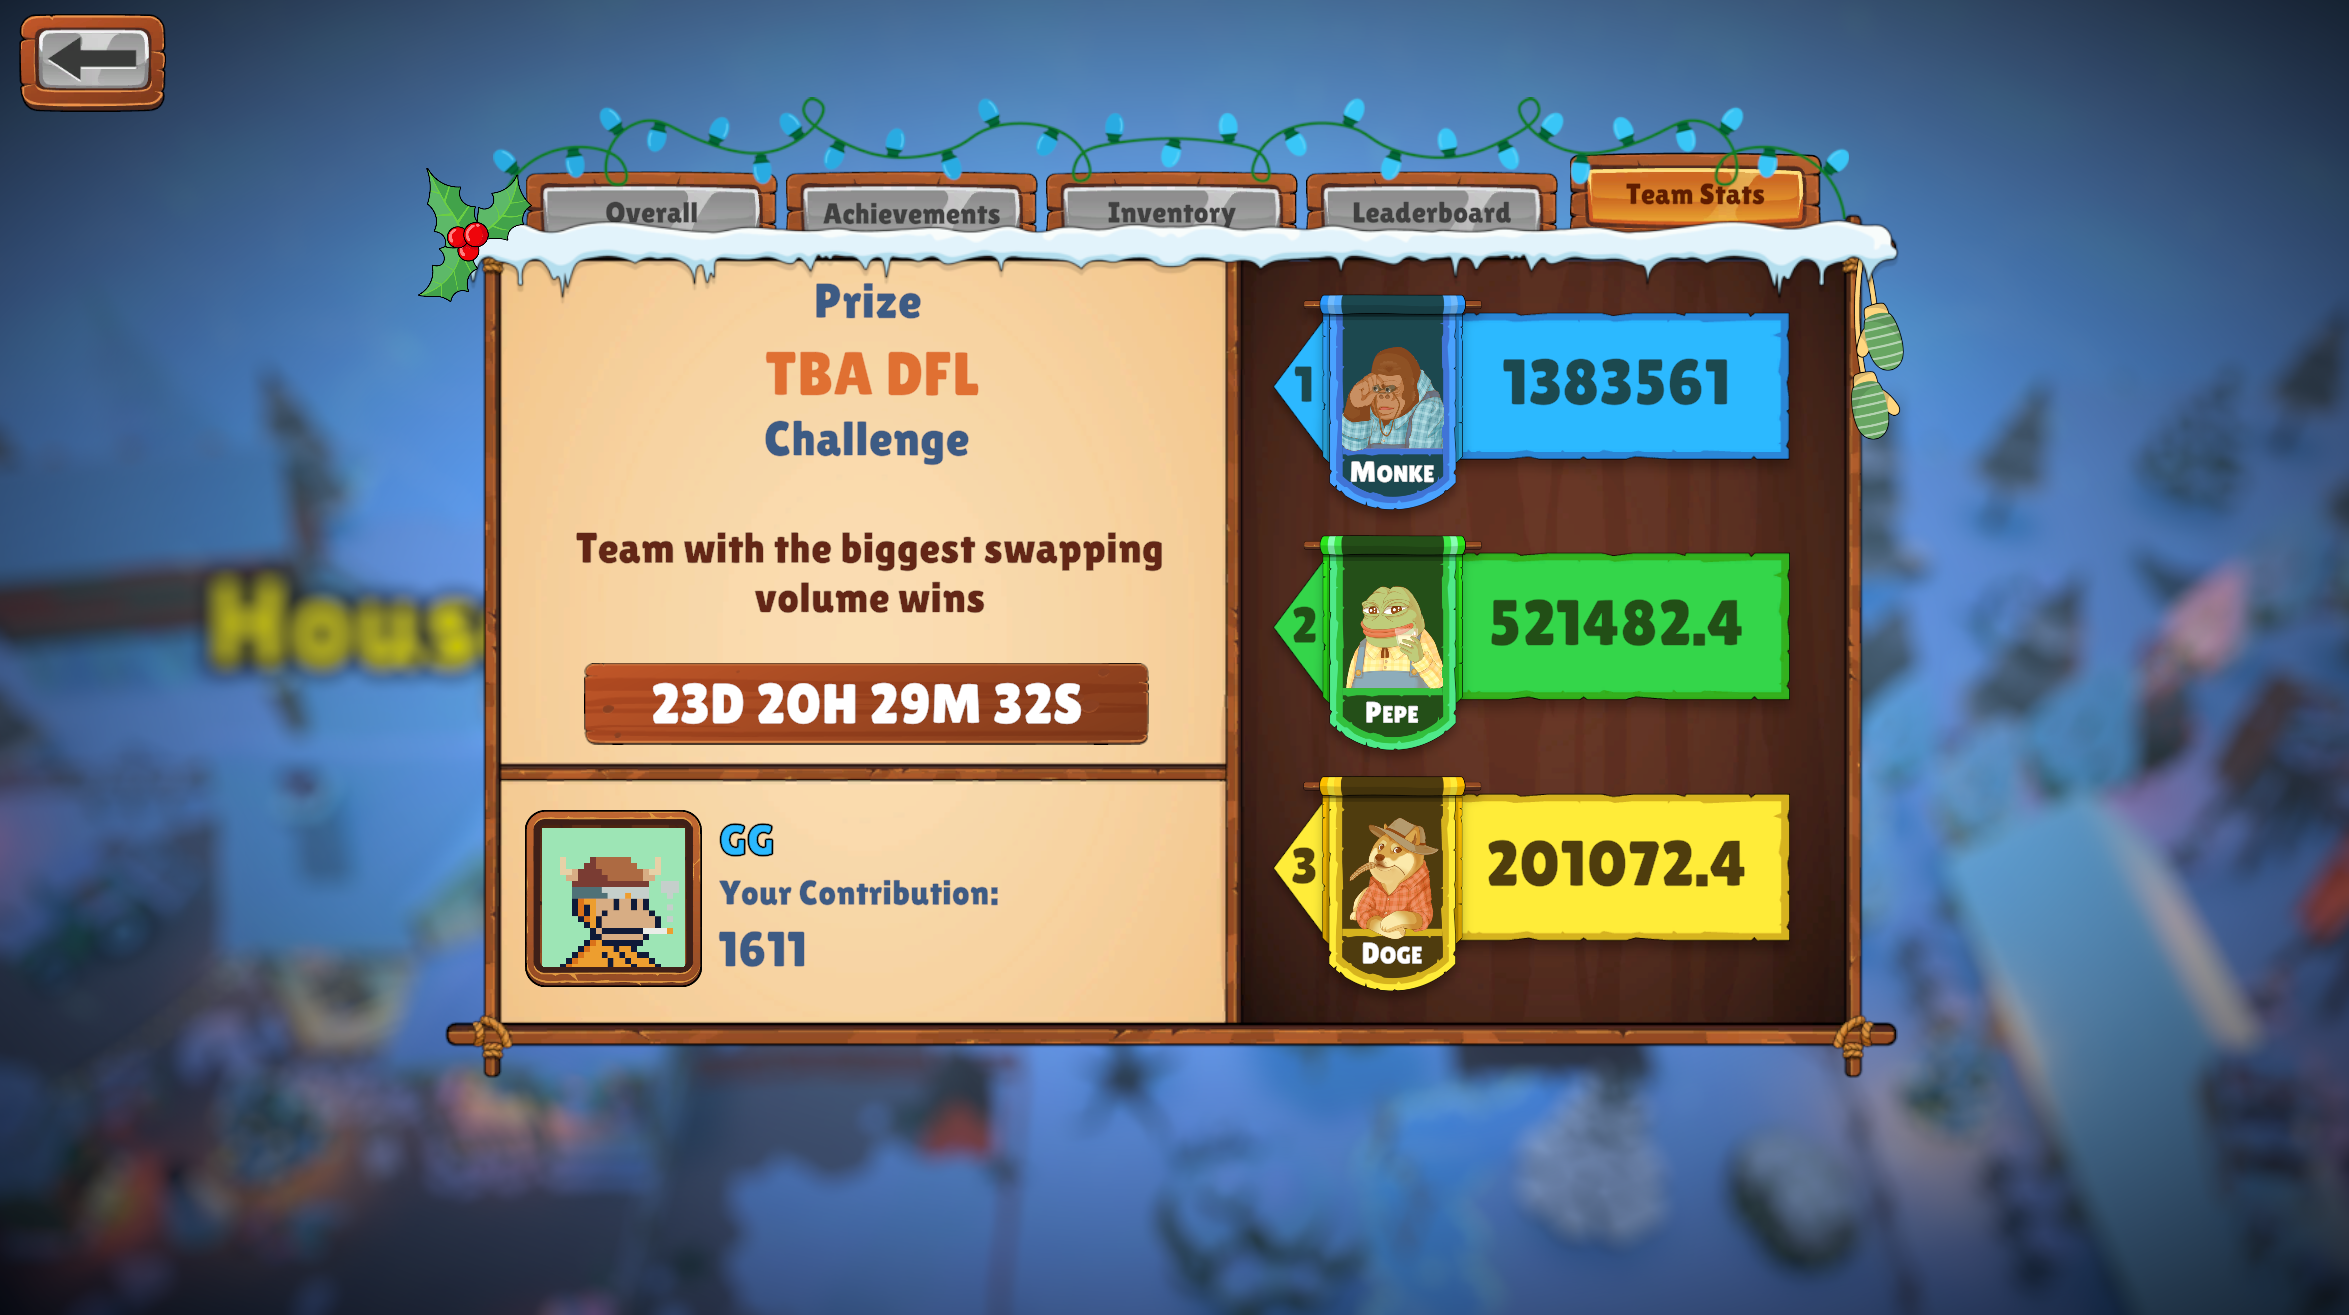 Overall
Achievements
Inventory
Leaderboard
Team Stats
Prize
TBA DFL
Challenge
Team with the biggest swapping
volume wins
23D 20H 29M 32S
GG
Your Contribution:
1611
1
MONKE
1383561
2
PEPE
521482.4
3
DOGE
201072.4
Hous